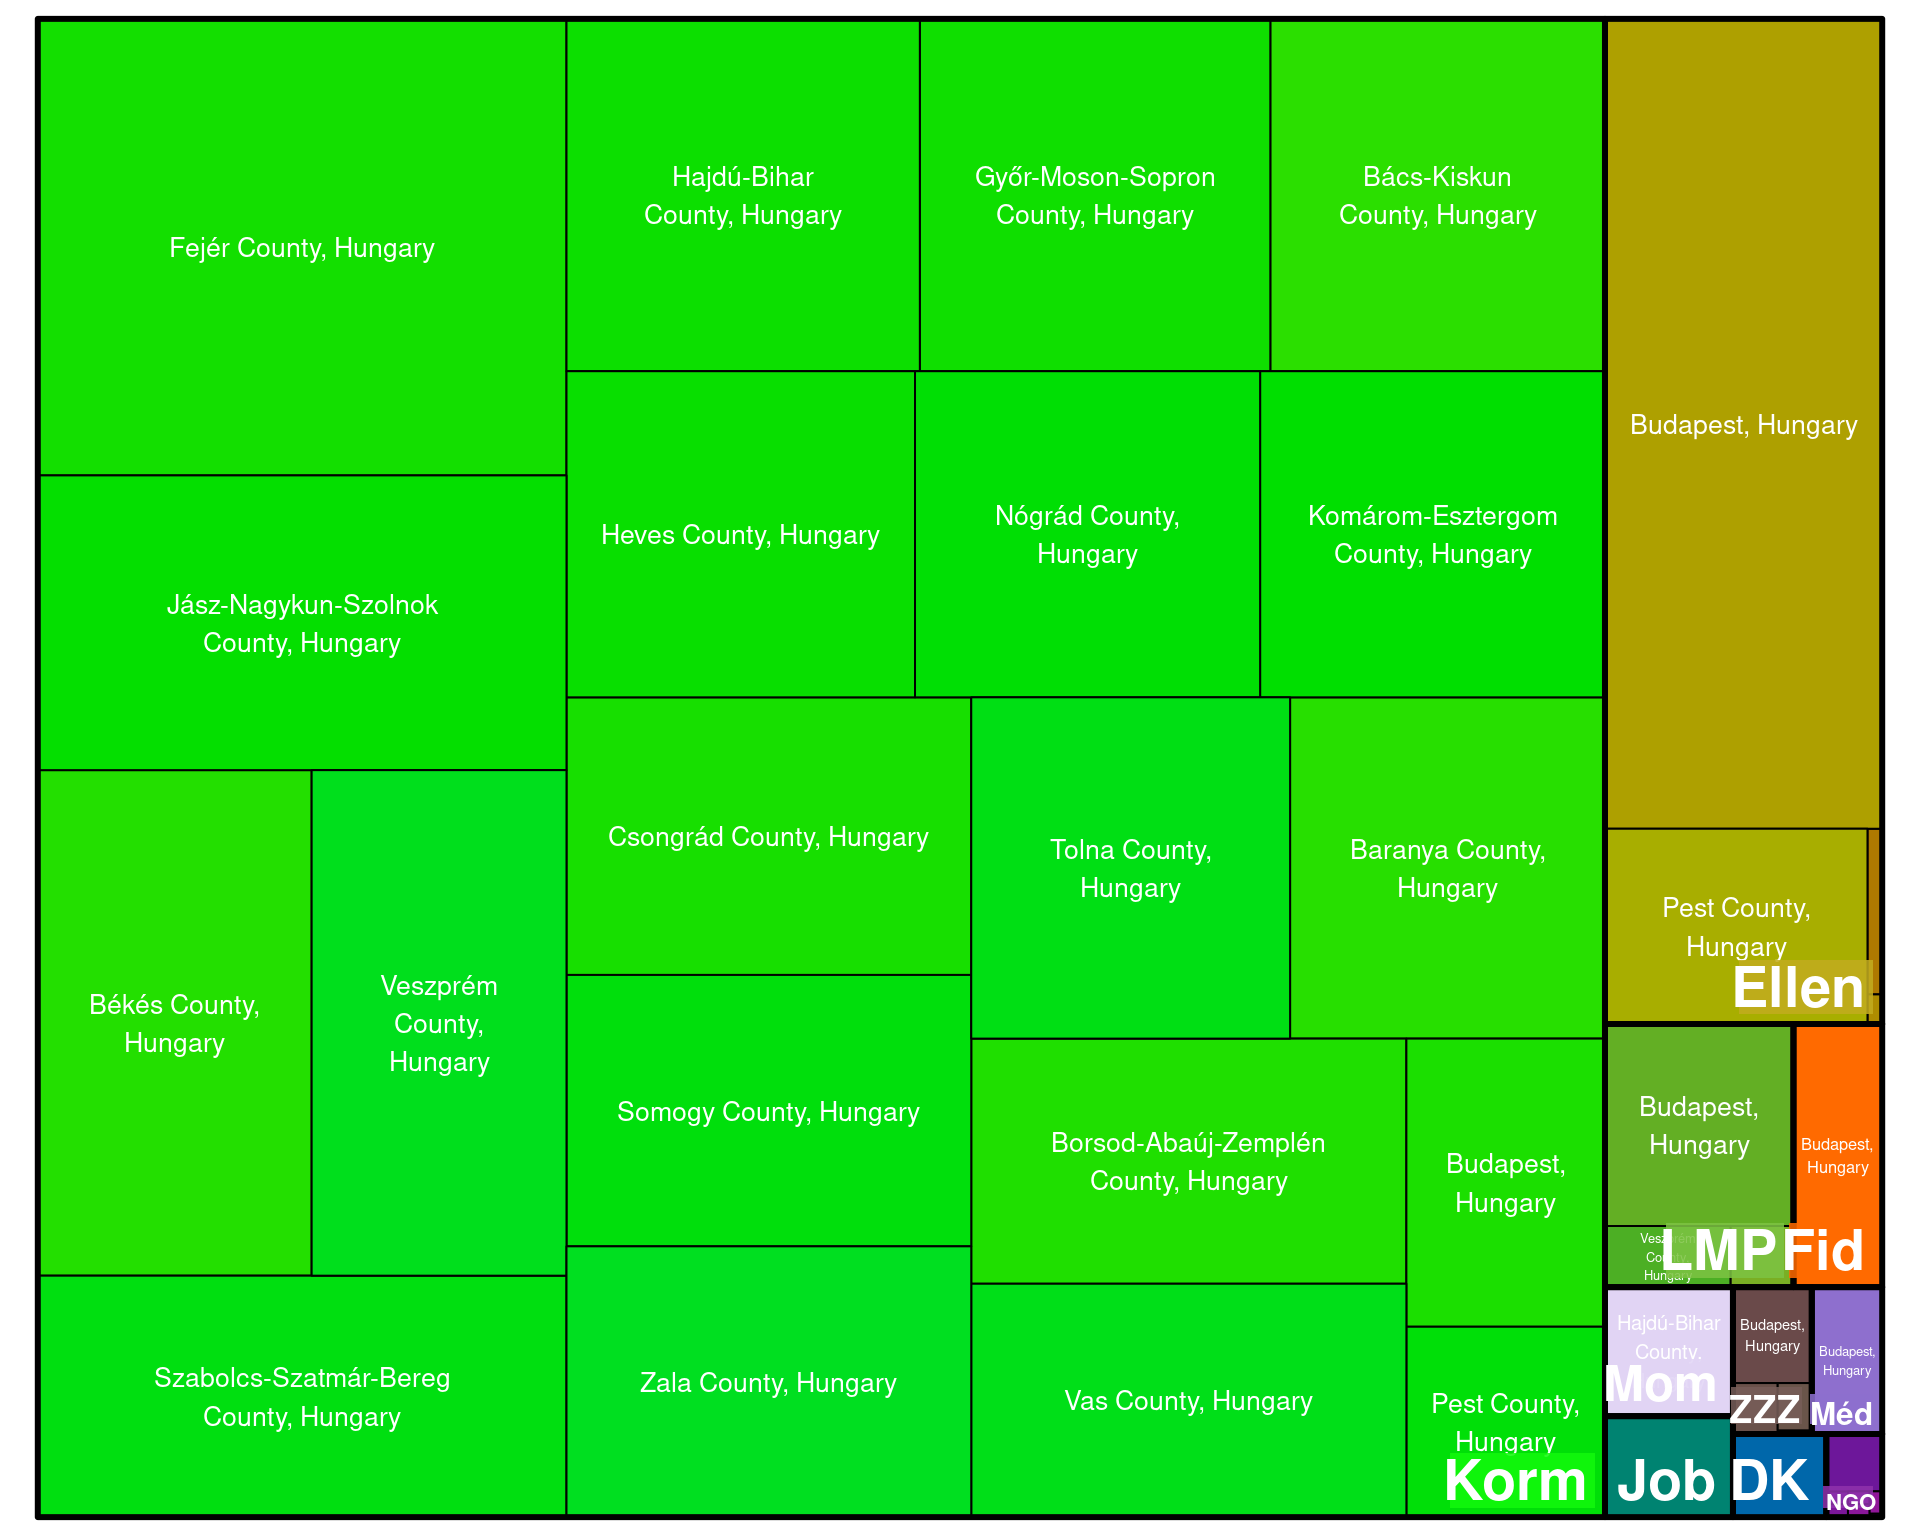 Fejér County, Hungary
Hajdú-Bihar
County, Hungary
Győr-Moson-Sopron
County, Hungary
Bács-Kiskun
County, Hungary
Budapest, Hungary
Jász-Nagykun-Szolnok
County, Hungary
Heves County, Hungary
Nógrád County,
Hungary
Komárom-Esztergom
County, Hungary
Békés County,
Hungary
Veszprém
County,
Hungary
Csongrád County, Hungary
Tolna County,
Hungary
Baranya County,
Hungary
Pest County,
Hungary
Ellen
Somogy County, Hungary
Borsod-Abaúj-Zemplén
County, Hungary
Budapest,
Hungary
Budapest,
Hungary
Budapest,
Hungary
Veszprém
County,
Hungary
LMP
Fid
Szabolcs-Szatmár-Bereg
County, Hungary
Zala County, Hungary
Vas County, Hungary
Pest County,
Hungary
Korm
Hajdú-Bihar
County,
Mom
Budapest,
Hungary
ZZZ
Budapest,
Hungary
Méd
Job
DK
NGO